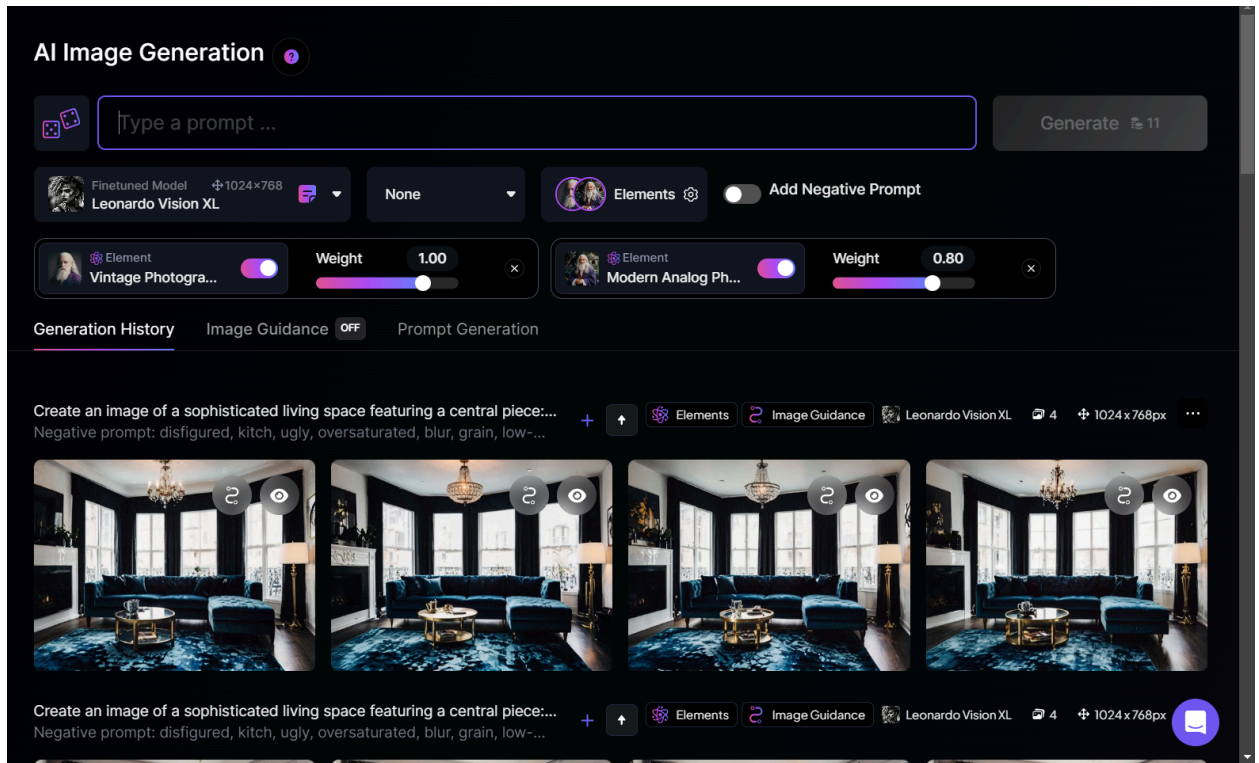 AI Image Generation ?
Type a prompt ...
Generate 11
Finetuned Model 1024×768
Leonardo Vision XL
None
Elements
Add Negative Prompt
Element
Vintage Photogra...
Weight 1.00
Element
Modern Analog Ph...
Weight 0.80
Generation History Image Guidance OFF Prompt Generation
Create an image of a sophisticated living space featuring a central piece:...
Negative prompt: disfigured, kitch, ugly, oversaturated, blur, grain, low-...
Elements Image Guidance Leonardo Vision XL 4 1024 x 768px
Create an image of a sophisticated living space featuring a central piece:...
Negative prompt: disfigured, kitch, ugly, oversaturated, blur, grain, low-...
Elements Image Guidance Leonardo Vision XL 4 1024 x 768px